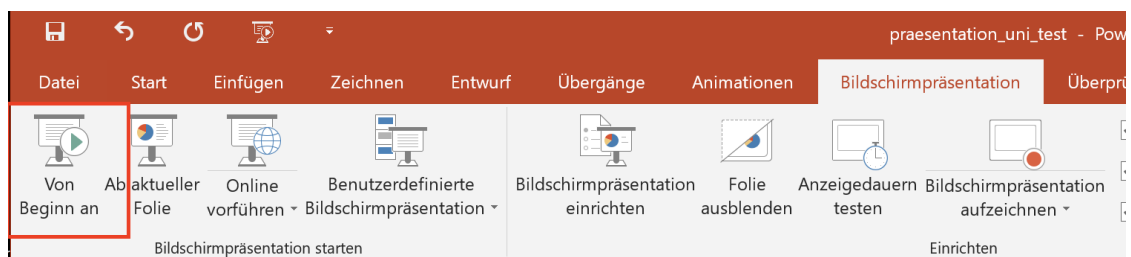 praesentation_uni_test - Pow
Datei Start Einfügen Zeichnen Entwurf Übergänge Animationen Bildschirmpräsentation Überprü
Von Beginn an
Ab aktueller Folie
Online vorführen
Benutzerdefinierte Bildschirmpräsentation
Bildschirmpräsentation einrichten
Folie ausblenden
Anzeigedauern testen
Bildschirmpräsentation aufzeichnen
Bildschirmpräsentation starten
Einrichten